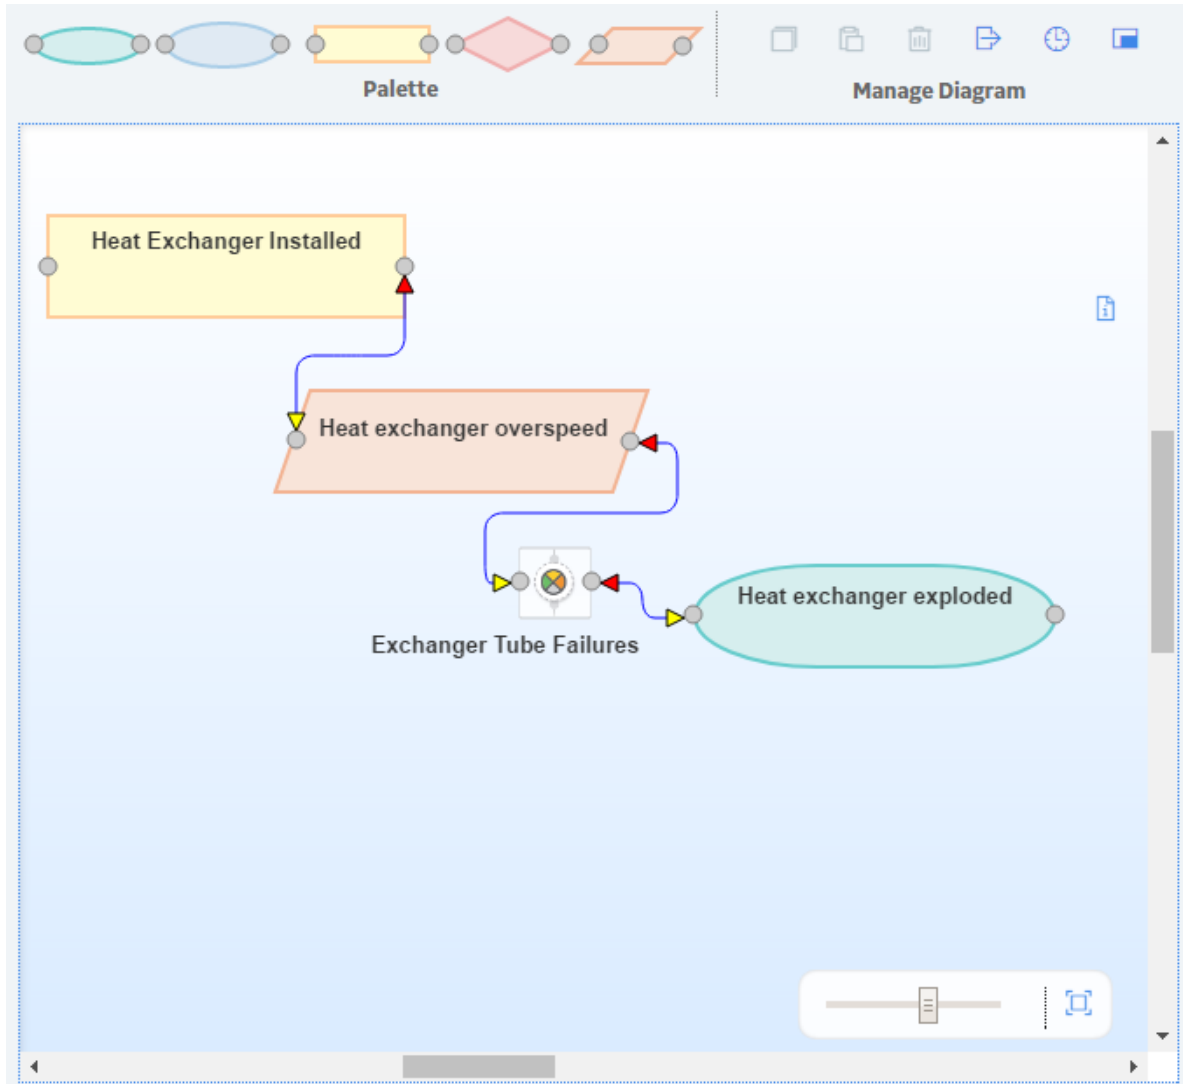 Palette
Manage Diagram
Heat Exchanger Installed
Heat exchanger overspeed
Exchanger Tube Failures
Heat exchanger exploded